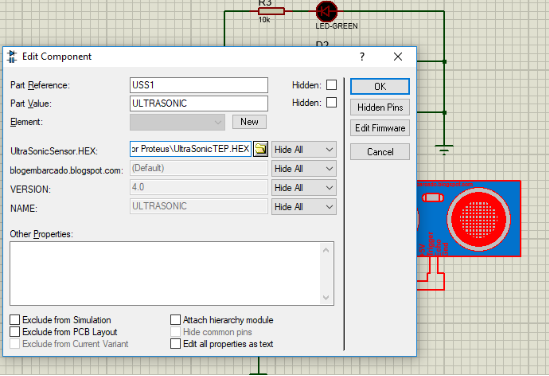 R3
10k
LED-GREEN
D2
Edit Component
? ×
Part Reference: USS1 Hidden:
Part Value: ULTRASONIC Hidden:
Element: New
UltraSonicSensor.HEX: or Proteus\UltraSonicTEP.HEX Hide All
blogembarcado.blogspot.com: (Default) Hide All
VERSION: 4.0 Hide All
NAME: ULTRASONIC Hide All
Other Properties:
Exclude from Simulation Attach hierarchy module
Exclude from PCB Layout Hide common pins
Exclude from Current Variant Edit all properties as text
OK
Hidden Pins
Edit Firmware
Cancel